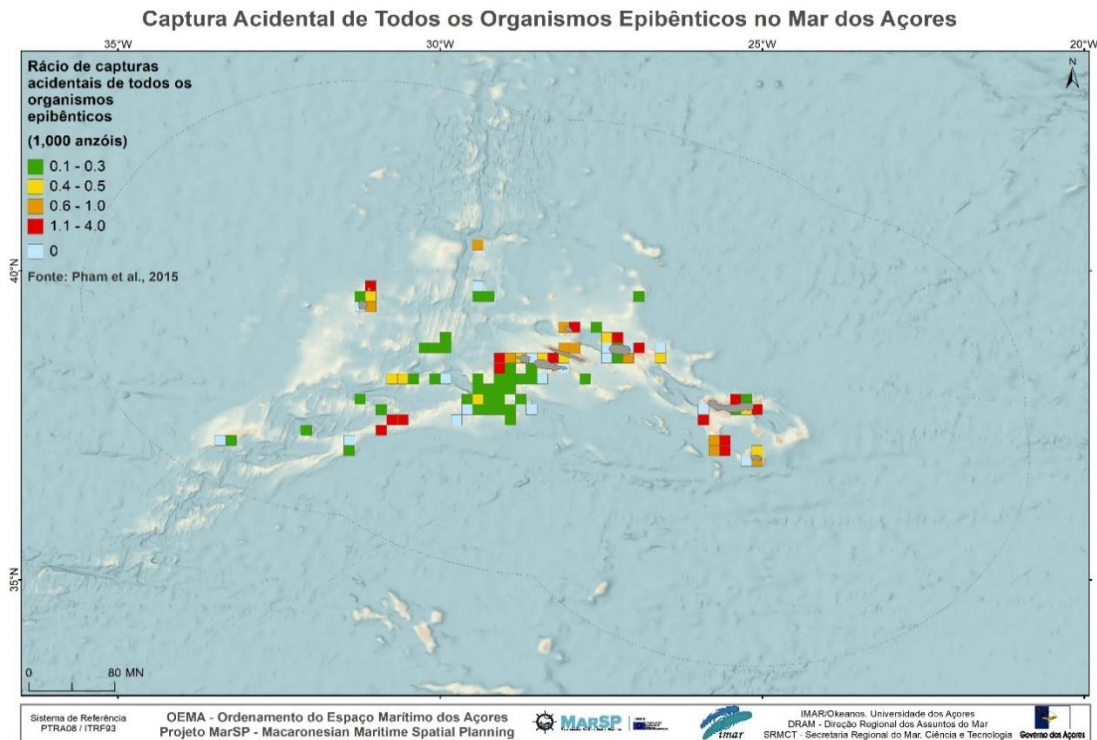 Captura Acidental de Todos os Organismos Epibênticos no Mar dos Açores
35°W
30°W
25°W
20°W
Rácio de capturas
acidentais de todos os
organismos
epibênticos
(1,000 anzóis)
0.1 - 0.3
0.4 - 0.5
0.6 - 1.0
1.1 - 4.0
0
Fonte: Pham et al., 2015
N
40°N
35°N
0
80 MN
Sistema de Referência
PTRA08 / ITRF93
OEMA - Ordenamento do Espaço Marítimo dos Açores
Projeto MarSP - Macaronesian Maritime Spatial Planning
MARSP
imar
IMAR/Okeanos. Universidade dos Açores
DRAM - Direção Regional dos Assuntos do Mar
SRMCT - Secretaria Regional do Mar, Ciência e Tecnologia
Governo dos Açores